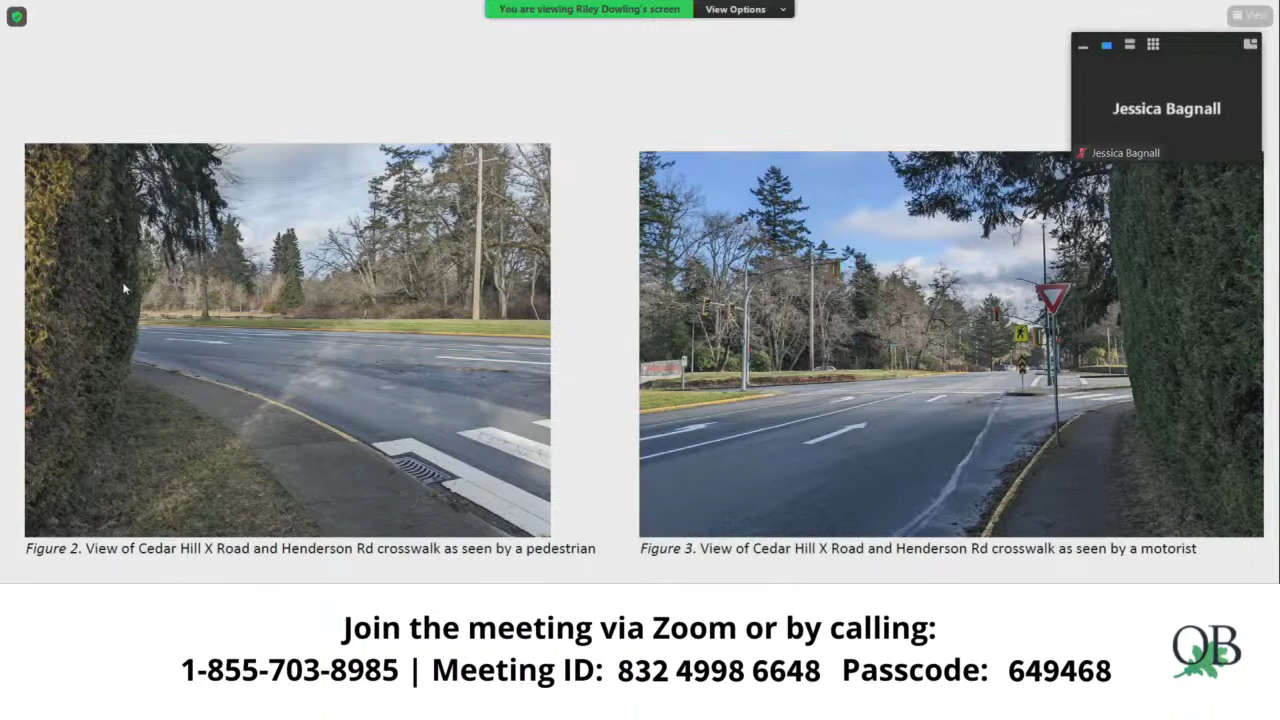 You are viewing Riley Dowling's screen
View Options
View
Jessica Bagnall
Jessica Bagnall
Figure 2. View of Cedar Hill X Road and Henderson Rd crosswalk as seen by a pedestrian
Figure 3. View of Cedar Hill X Road and Henderson Rd crosswalk as seen by a motorist
Join the meeting via Zoom or by calling:
1-855-703-8985 | Meeting ID: 832 4998 6648 Passcode: 649468
OB